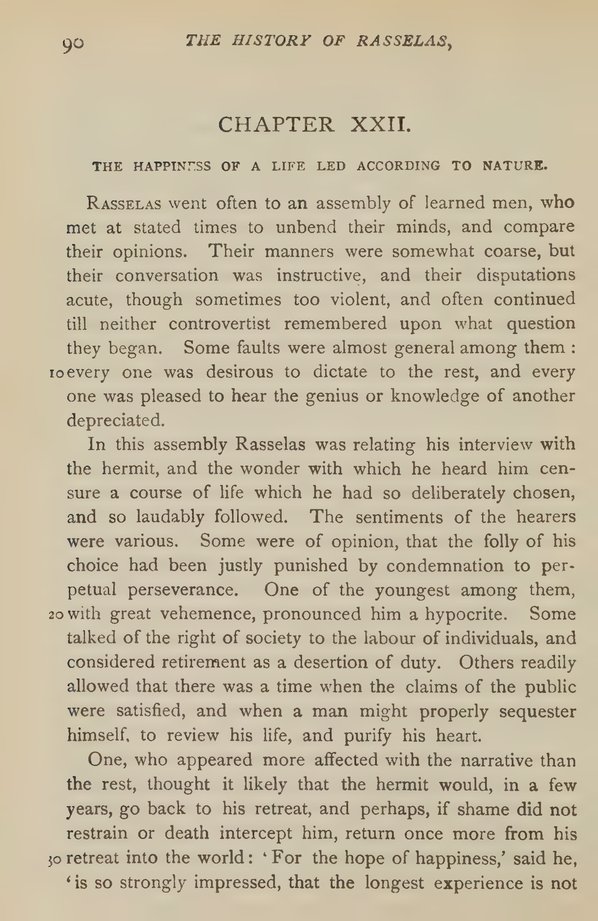 90 THE HISTORY OF RASSELAS,
CHAPTER XXII.
THE HAPPINESS OF A LIFE LED ACCORDING TO NATURE.
RASSELAS went often to an assembly of learned men, who
met at stated times to unbend their minds, and compare
their opinions. Their manners were somewhat coarse, but
their conversation was instructive, and their disputations
acute, though sometimes too violent, and often continued
till neither controvertist remembered upon what question
they began. Some faults were almost general among them :
10 every one was desirous to dictate to the rest, and every
one was pleased to hear the genius or knowledge of another
depreciated.
In this assembly Rasselas was relating his interview with
the hermit, and the wonder with which he heard him cen-
sure a course of life which he had so deliberately chosen,
and so laudably followed. The sentiments of the hearers
were various. Some were of opinion, that the folly of his
choice had been justly punished by condemnation to per-
petual perseverance. One of the youngest among them,
20 with great vehemence, pronounced him a hypocrite. Some
talked of the right of society to the labour of individuals, and
considered retirement as a desertion of duty. Others readily
allowed that there was a time when the claims of the public
were satisfied, and when a man might properly sequester
himself, to review his life, and purify his heart.
One, who appeared more affected with the narrative than
the rest, thought it likely that the hermit would, in a few
years, go back to his retreat, and perhaps, if shame did not
restrain or death intercept him, return once more from his
30 retreat into the world: ‘For the hope of happiness,’ said he,
‘is so strongly impressed, that the longest experience is not